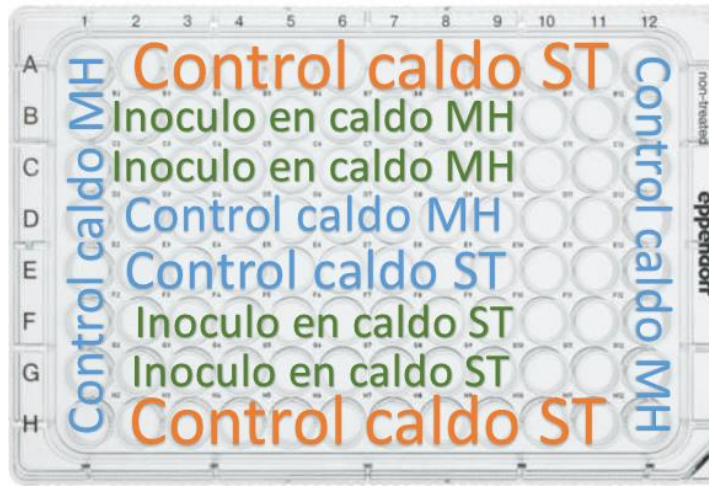 1 2 3 4 5 6 7 8 9 10 11 12
A Control caldo ST
B Inoculo en caldo MH
C Inoculo en caldo MH
D Control caldo MH
E Control caldo ST
F Inoculo en caldo ST
G Inoculo en caldo ST
H Control caldo ST
Control caldo MH
Control caldo MH
non-treated
eppendorf